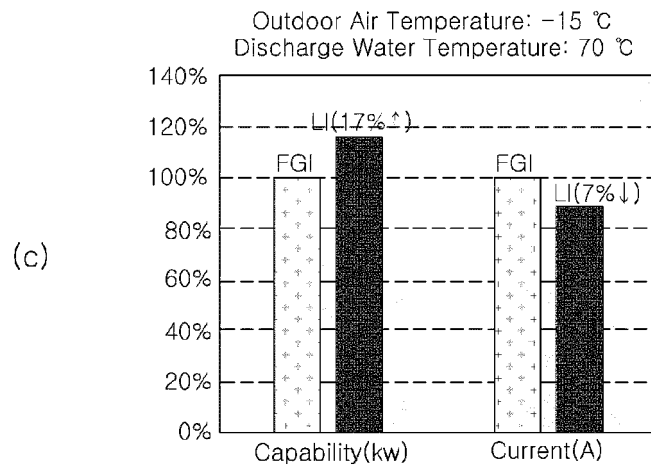 Outdoor Air Temperature: -15 ℃
Discharge Water Temperature: 70 ℃
140%
LI(17%↑)
120%
FGI
FGI
100%
LI(7%↓)
80%
(c)
60%
40%
20%
0%
Capability(kw)
Current(A)